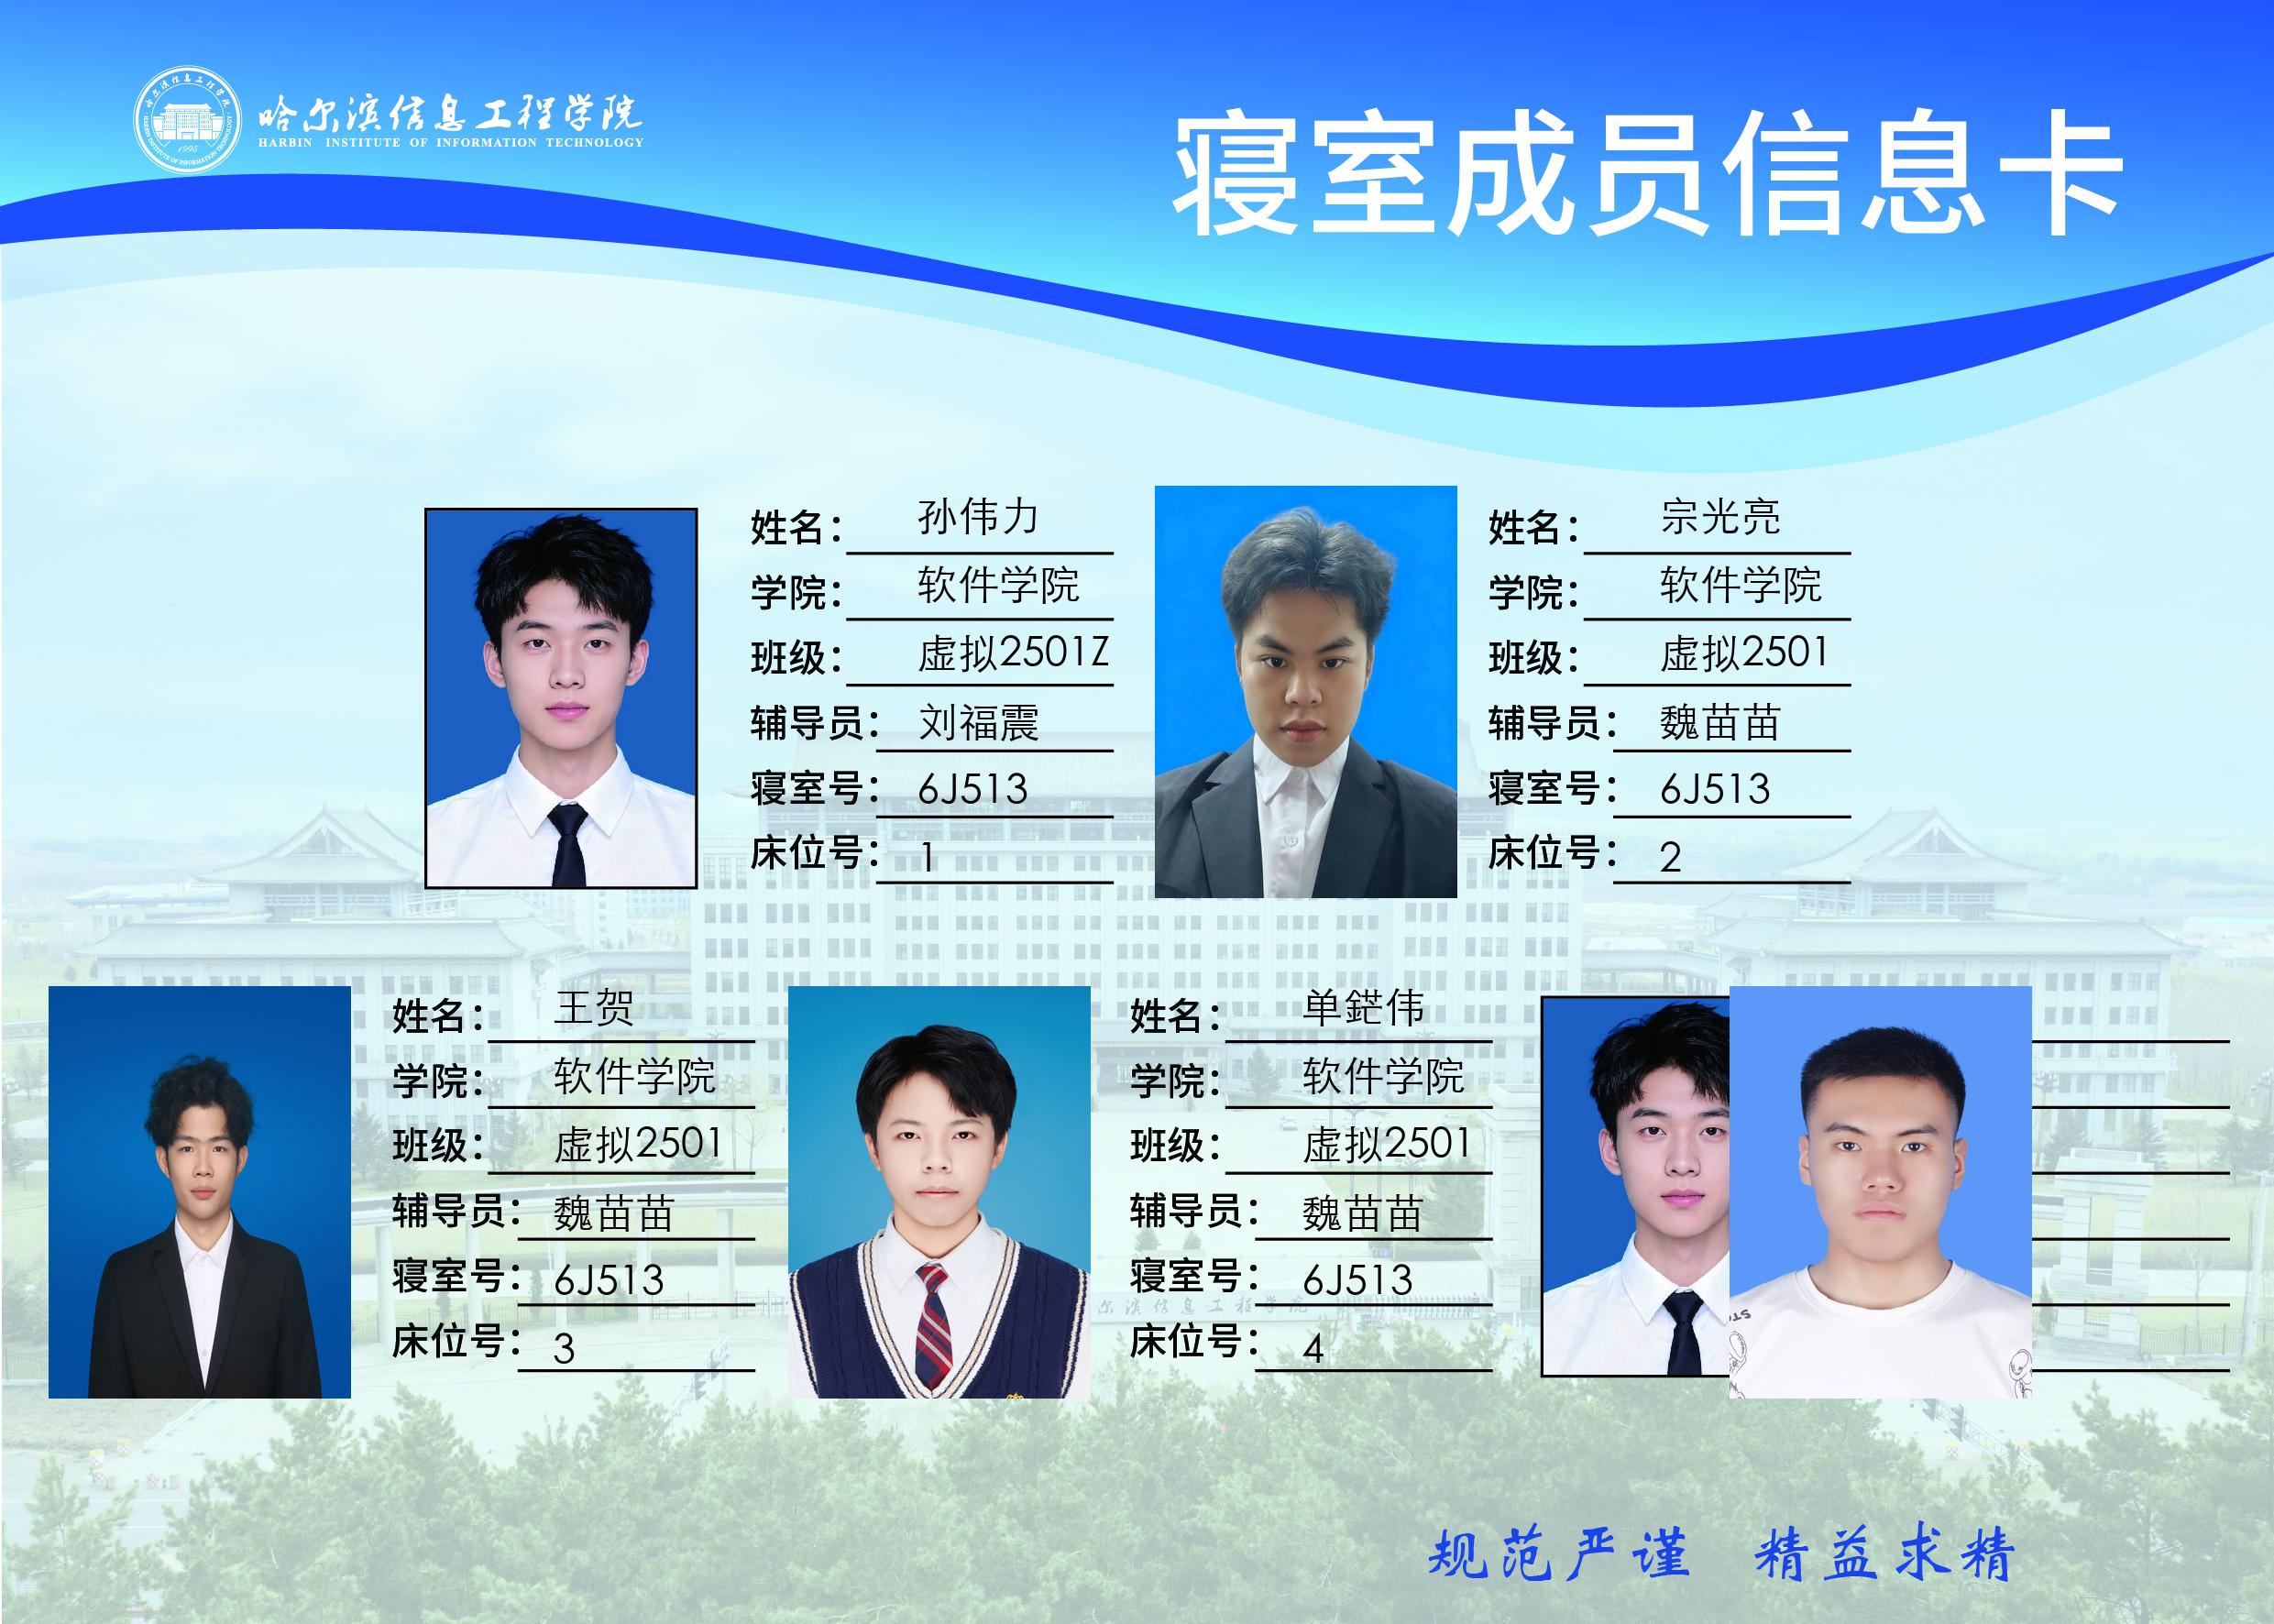 哈尔滨信息工程学院
HARBIN INSTITUTE OF INFORMATION TECHNOLOGY
1995
寝室成员信息卡
姓名：孙伟力
学院：软件学院
班级：虚拟2501Z
辅导员：刘福震
寝室号：6J513
床位号：1
姓名：宗光亮
学院：软件学院
班级：虚拟2501
辅导员：魏苗苗
寝室号：6J513
床位号：2
姓名：王贺
学院：软件学院
班级：虚拟2501
辅导员：魏苗苗
寝室号：6J513
床位号：3
姓名：单鋩伟
学院：软件学院
班级：虚拟2501
辅导员：魏苗苗
寝室号：6J513
床位号：4
规范严谨 精益求精